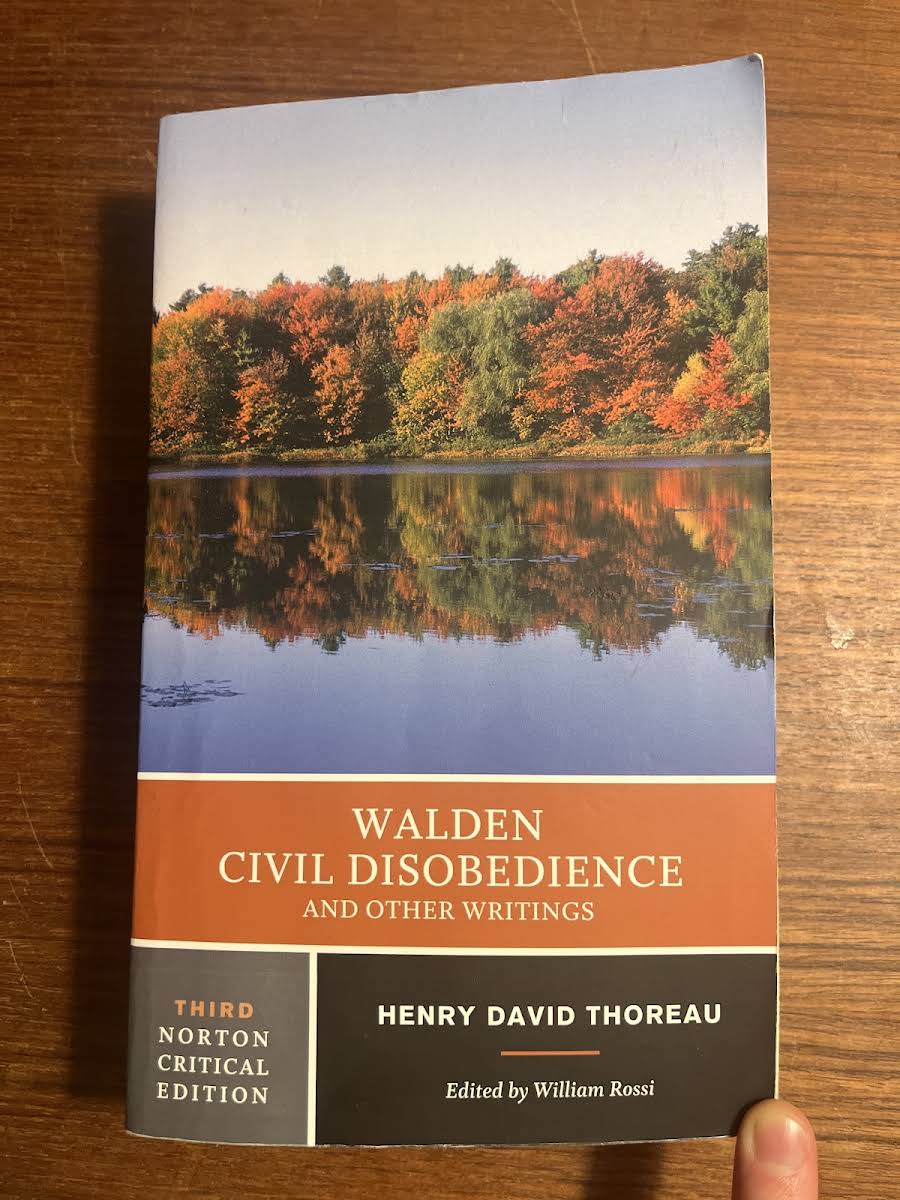 WALDEN
CIVIL DISOBEDIENCE
AND OTHER WRITINGS
THIRD
NORTON
CRITICAL
EDITION
HENRY DAVID THOREAU
Edited by William Rossi